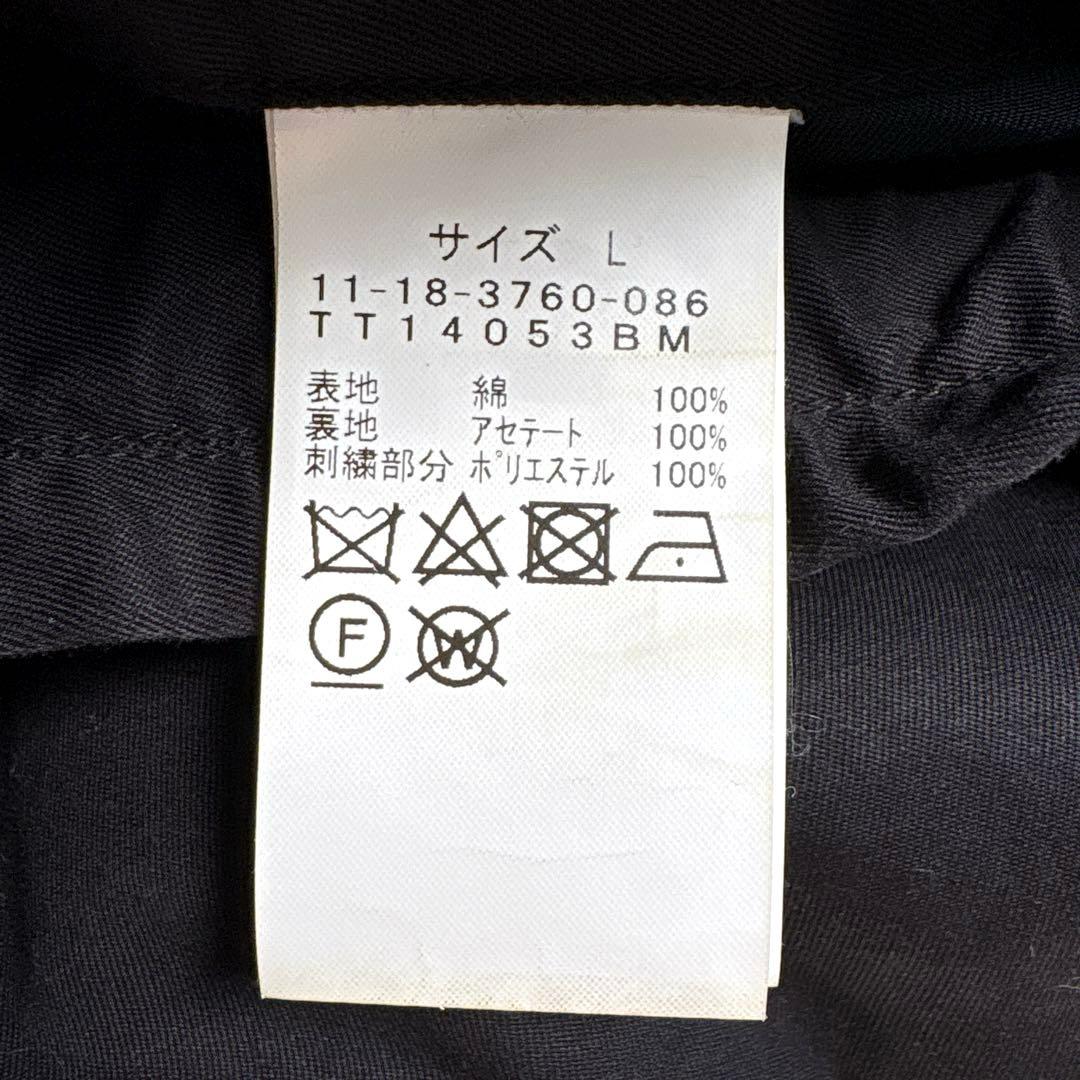 サイズ L
11-18-3760-086
TT14053BM
表地 綿 100%
裏地 アセテート 100%
刺繍部分 ポリエステル 100%
F W